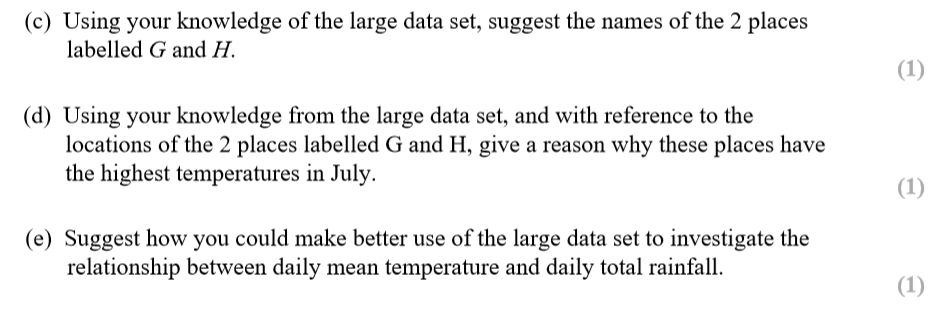 (c) Using your knowledge of the large data set, suggest the names of the 2 places
labelled G and H.
(1)
(d) Using your knowledge from the large data set, and with reference to the
locations of the 2 places labelled G and H, give a reason why these places have
the highest temperatures in July.
(1)
(e) Suggest how you could make better use of the large data set to investigate the
relationship between daily mean temperature and daily total rainfall.
(1)